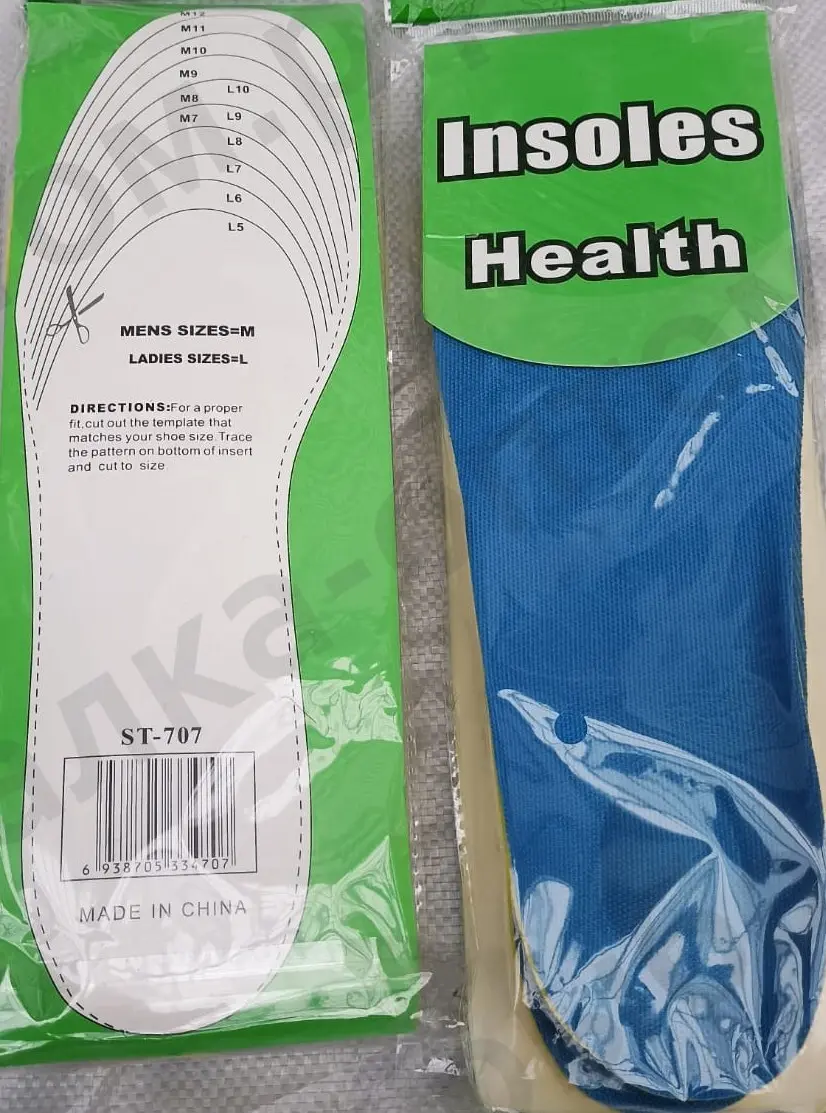 M12
M11
M10
M9
M8
M7
L10
L9
L8
L7
L6
L5
MENS SIZES=M
LADIES SIZES=L
DIRECTIONS:For a proper
fit,cut out the template that
matches your shoe size.Trace
the pattern on bottom of insert
and cut to size
ST-707
6 938705 334707
MADE IN CHINA
Insoles
Health